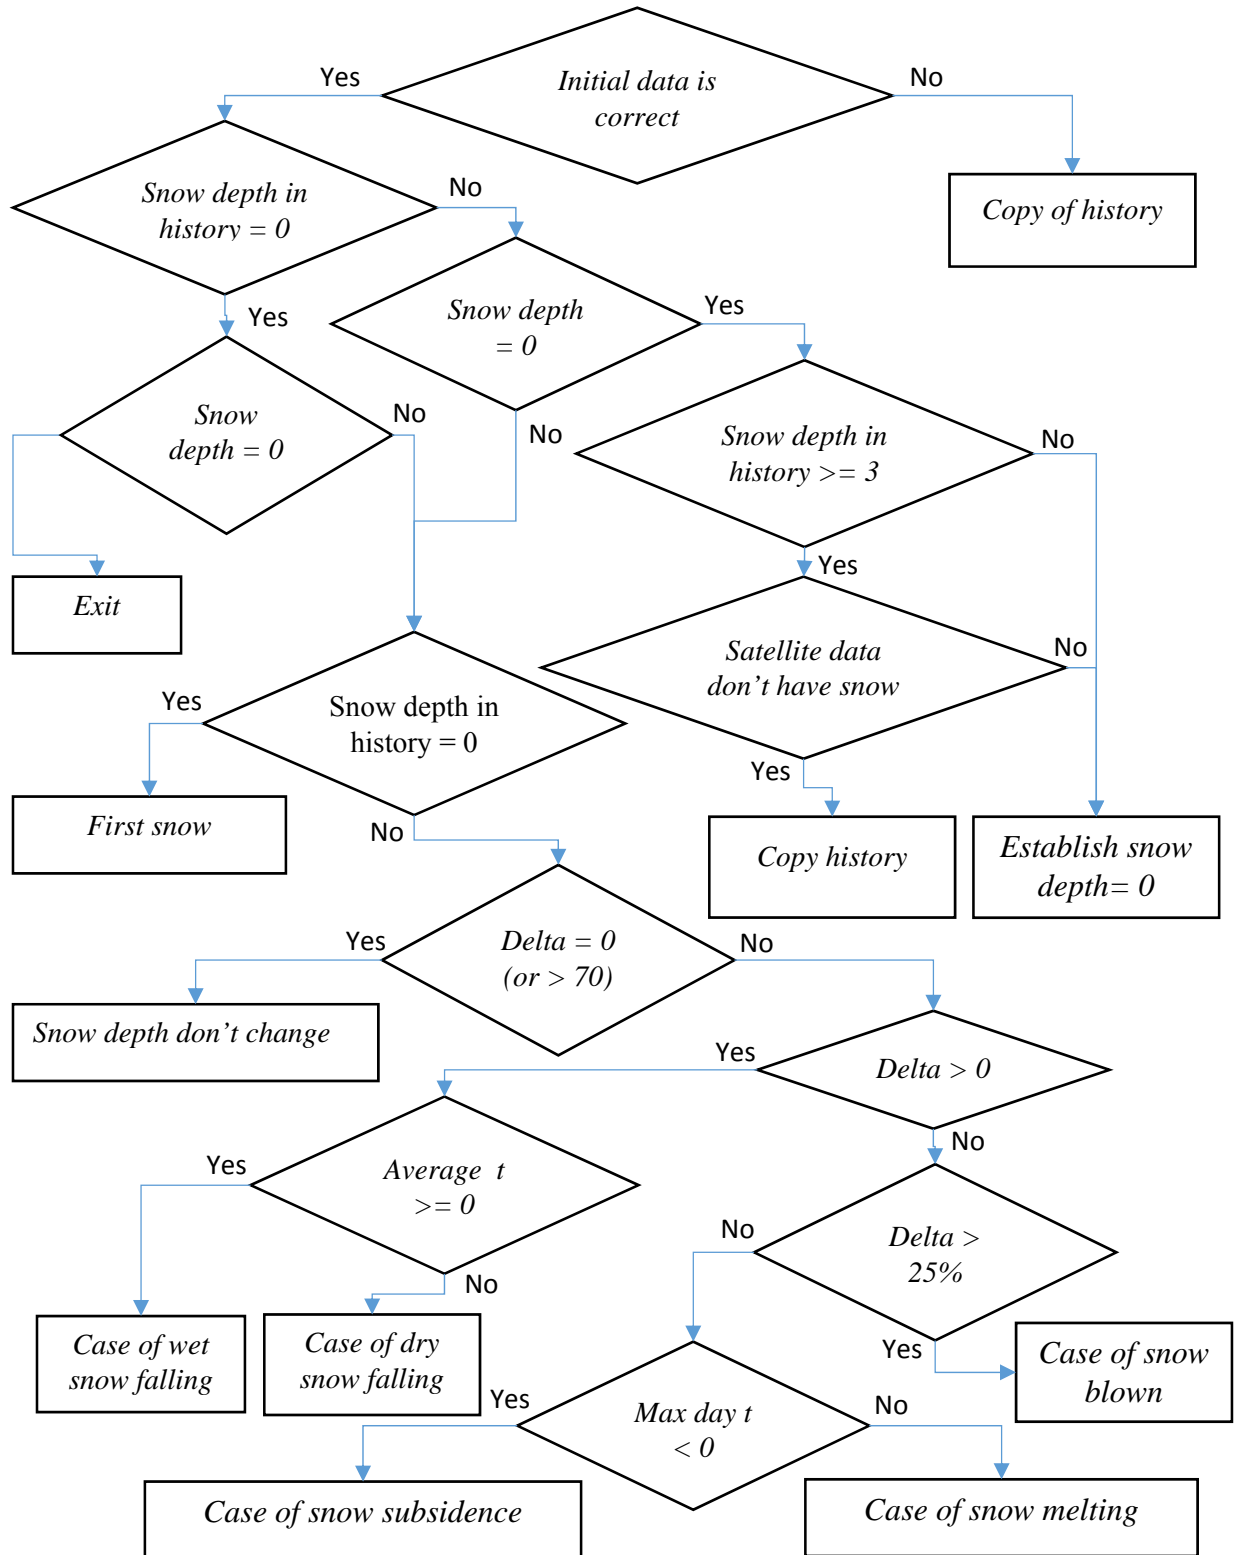 Yes
Initial data is
correct
No
Snow depth in
history = 0
No
Copy of history
Yes
Snow depth
= 0
Yes
Snow
depth = 0
No
No
Snow depth in
history >= 3
No
Exit
Yes
Satellite data
don't have snow
No
Yes
Snow depth in
history = 0
Yes
First snow
No
Copy history
Establish snow
depth= 0
Yes
Delta = 0
(or > 70)
No
Snow depth don't change
Yes
Delta > 0
No
Yes
Average t
>= 0
No
Delta >
25%
No
Case of wet
snow falling
Case of dry
snow falling
Yes
Case of snow
blown
Yes
Max day t
< 0
No
Case of snow subsidence
Case of snow melting